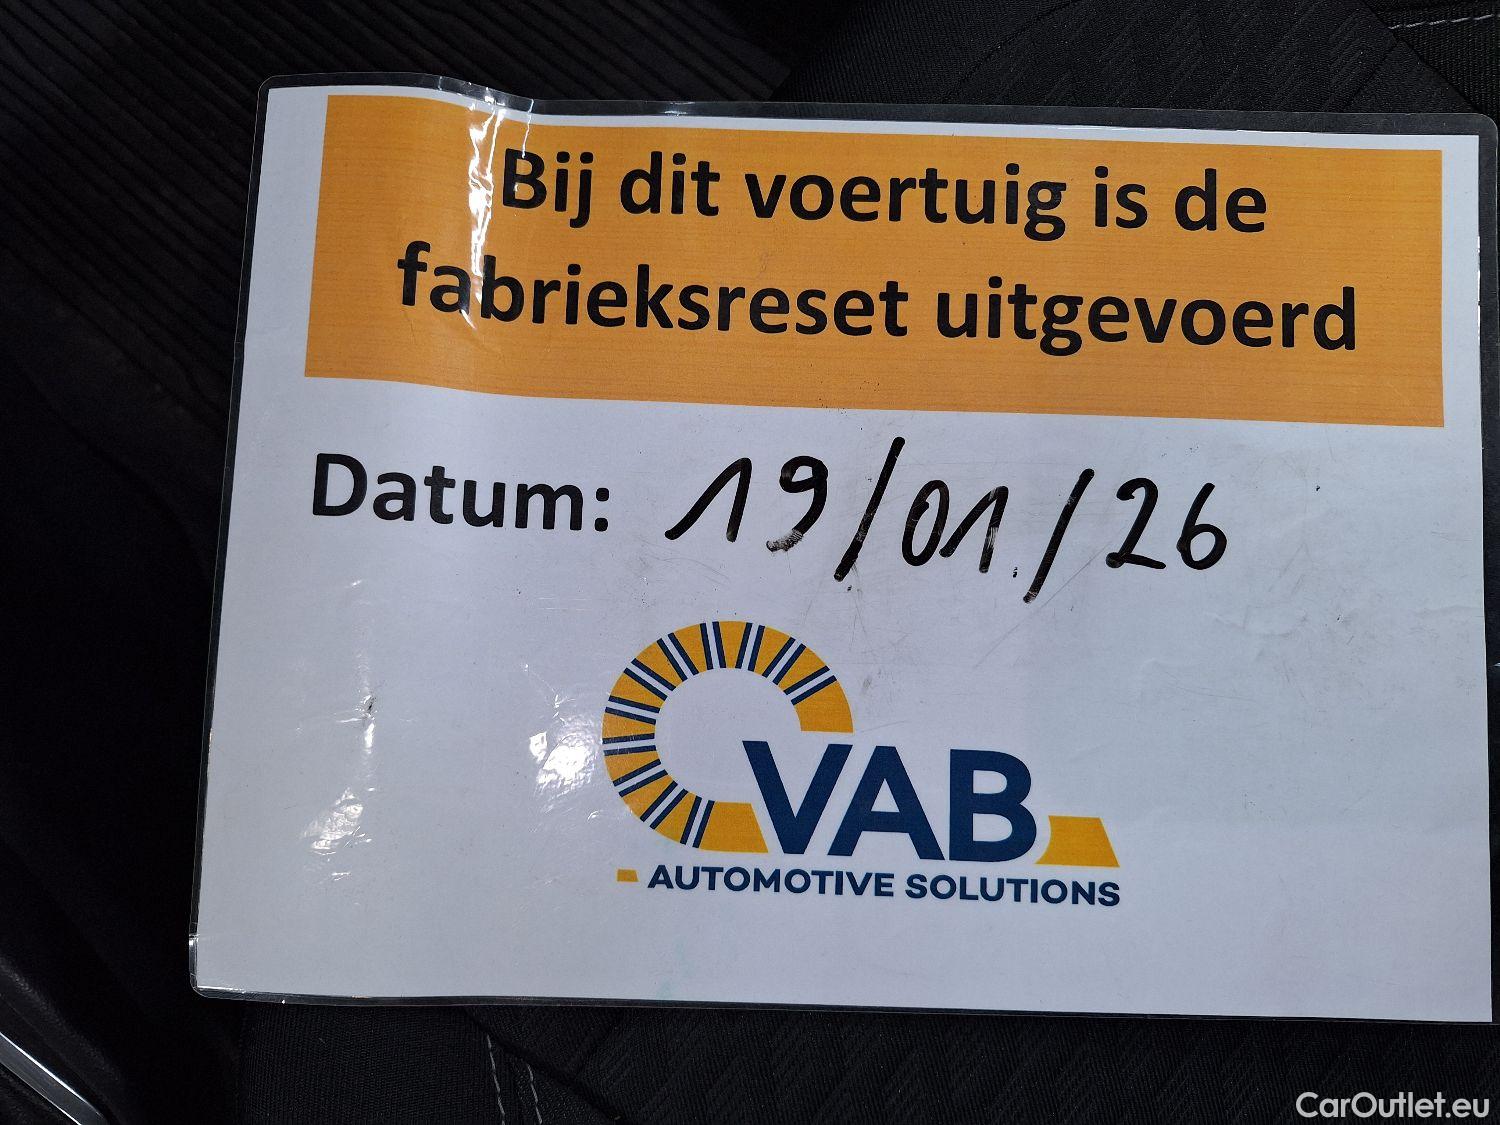 Bij dit voertuig is de
fabrieksreset uitgevoerd
Datum: 19/01/26
VAB
AUTOMOTIVE SOLUTIONS
CarOutlet.eu